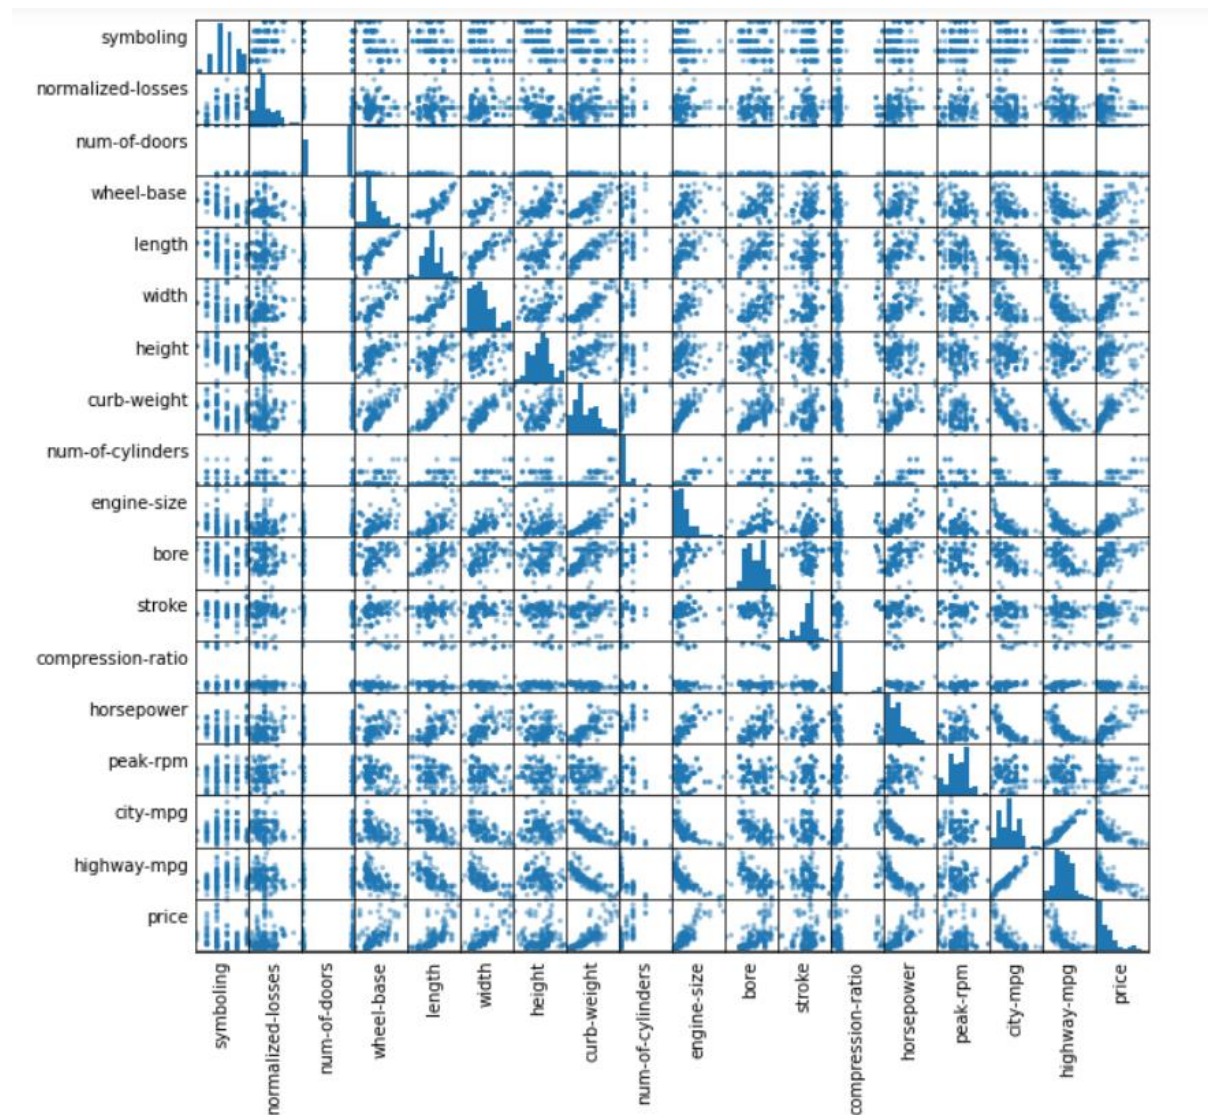 symboling
normalized-losses
num-of-doors
wheel-base
length
width
height
curb-weight
num-of-cylinders
engine-size
bore
stroke
compression-ratio
horsepower
peak-rpm
city-mpg
highway-mpg
price
symboling
normalized-losses
num-of-doors
wheel-base
length
width
height
curb-weight
num-of-cylinders
engine-size
bore
stroke
compression-ratio
horsepower
peak-rpm
city-mpg
highway-mpg
price